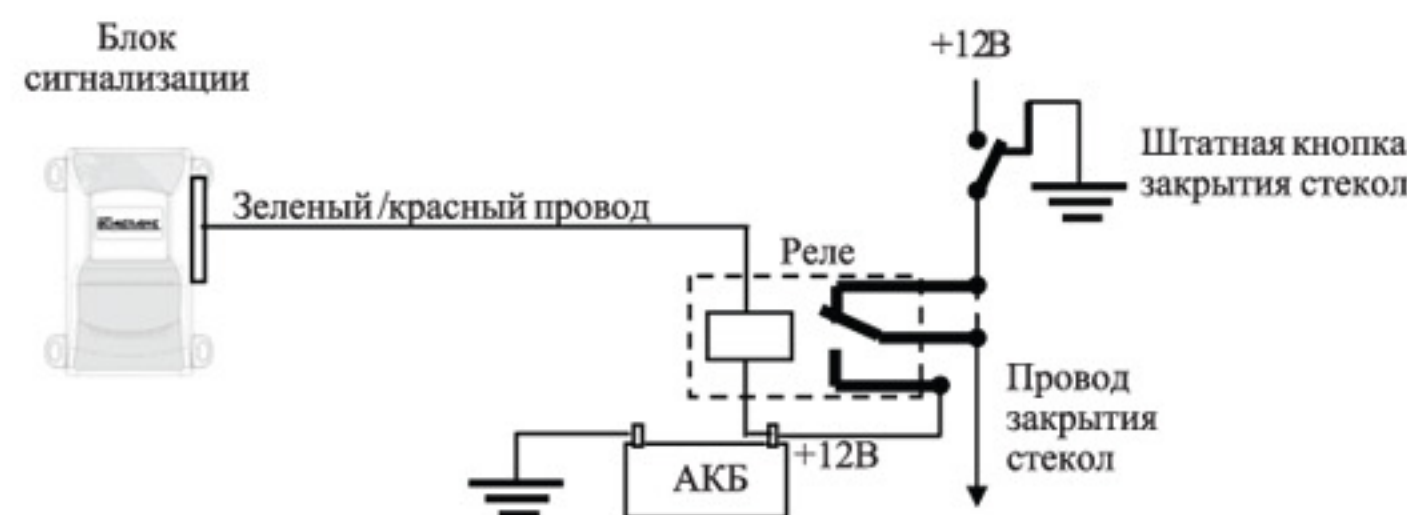 Блок
сигнализации
+12В
Штатная кнопка
закрытия стекол
Зеленый/красный провод
Реле
Провод
закрытия
стекол
+12В
АКБ